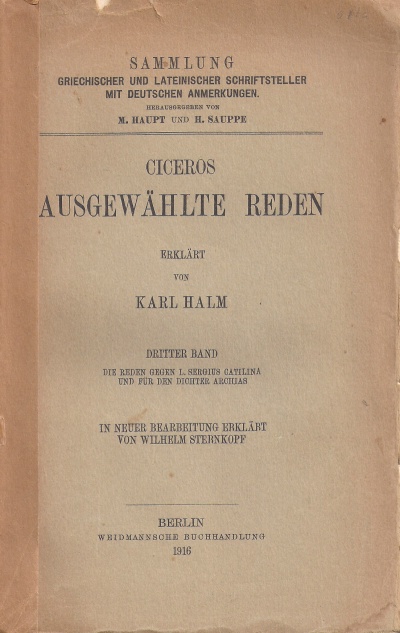 SAMMLUNG
GRIECHISCHER UND LATEINISCHER SCHRIFTSTELLER
MIT DEUTSCHEN ANMERKUNGEN.
HERAUSGEGEBEN VON
M. HAUPT UND H. SAUPPE
CICEROS
AUSGEWÄHLTE REDEN
ERKLÄRT
VON
KARL HALM
DRITTER BAND
DIE REDEN GEGEN L. SERGIUS CATILINA
UND FÜR DEN DICHTER ARCHIAS
IN NEUER BEARBEITUNG ERKLÄRT
VON WILHELM STERNKOPF
BERLIN
WEIDMANNSCHE BUCHHANDLUNG
1916